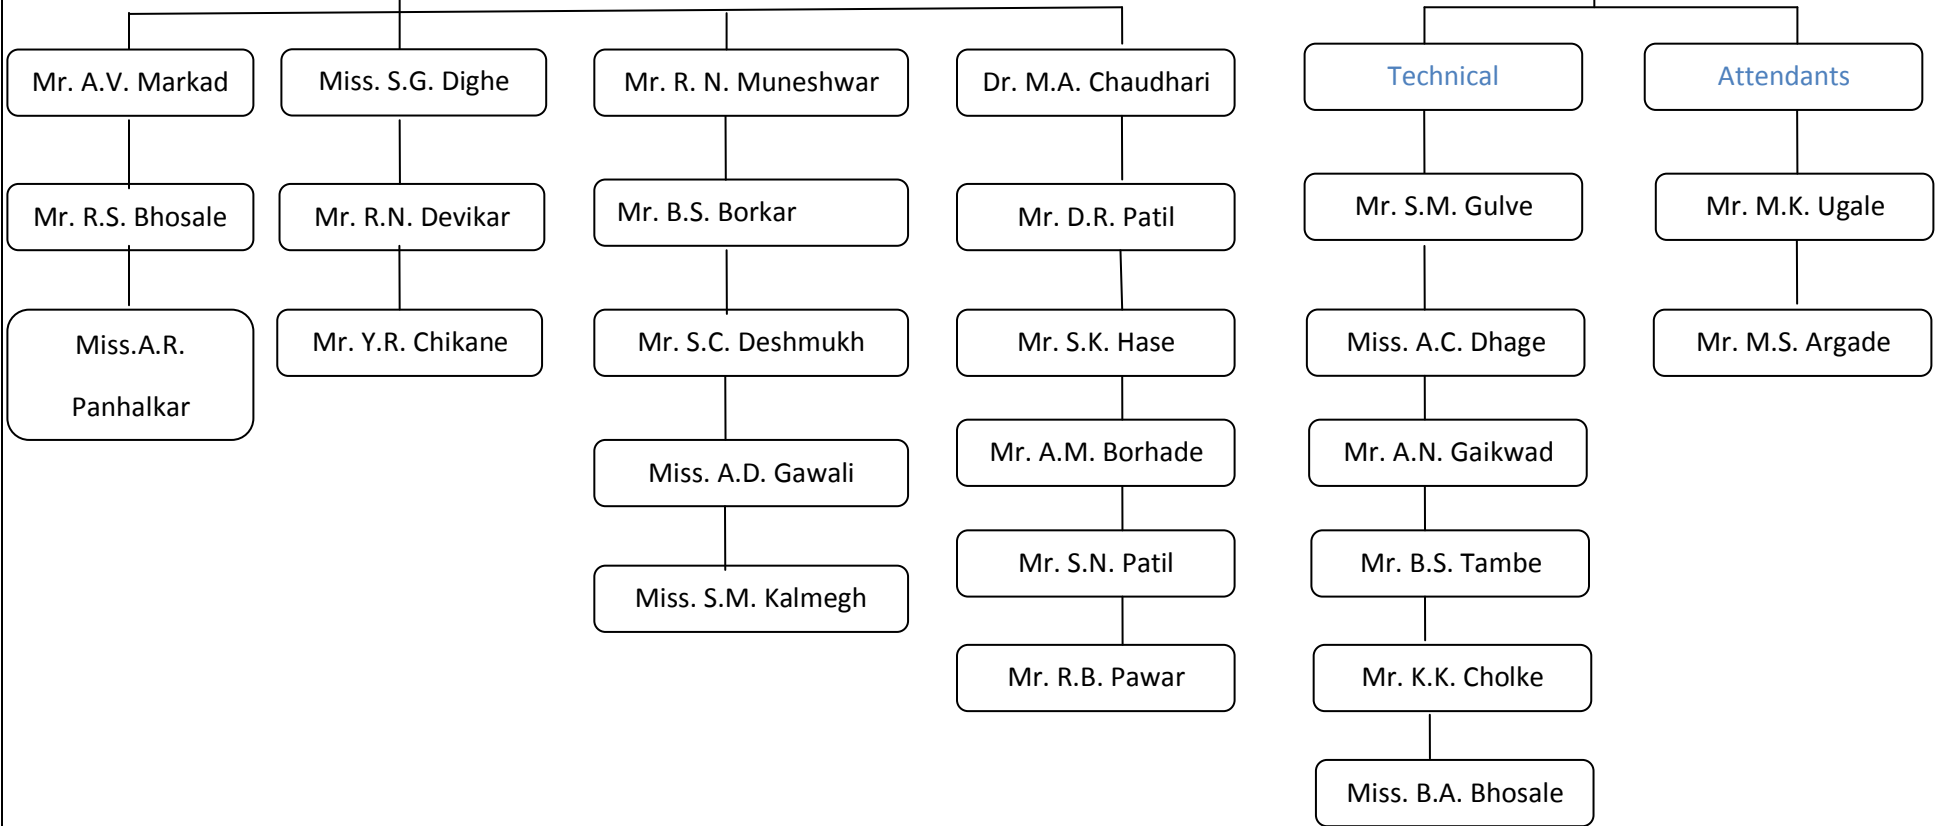 Mr. A.V. Markad
Miss. S.G. Dighe
Mr. R. N. Muneshwar
Dr. M.A. Chaudhari
Technical
Attendants
Mr. R.S. Bhosale
Mr. R.N. Devikar
Mr. B.S. Borkar
Mr. D.R. Patil
Mr. S.M. Gulve
Mr. M.K. Ugale
Miss.A.R.
Panhalkar
Mr. Y.R. Chikane
Mr. S.C. Deshmukh
Mr. S.K. Hase
Miss. A.C. Dhage
Mr. M.S. Argade
Miss. A.D. Gawali
Mr. A.M. Borhade
Mr. A.N. Gaikwad
Miss. S.M. Kalmegh
Mr. S.N. Patil
Mr. B.S. Tambe
Mr. R.B. Pawar
Mr. K.K. Cholke
Miss. B.A. Bhosale